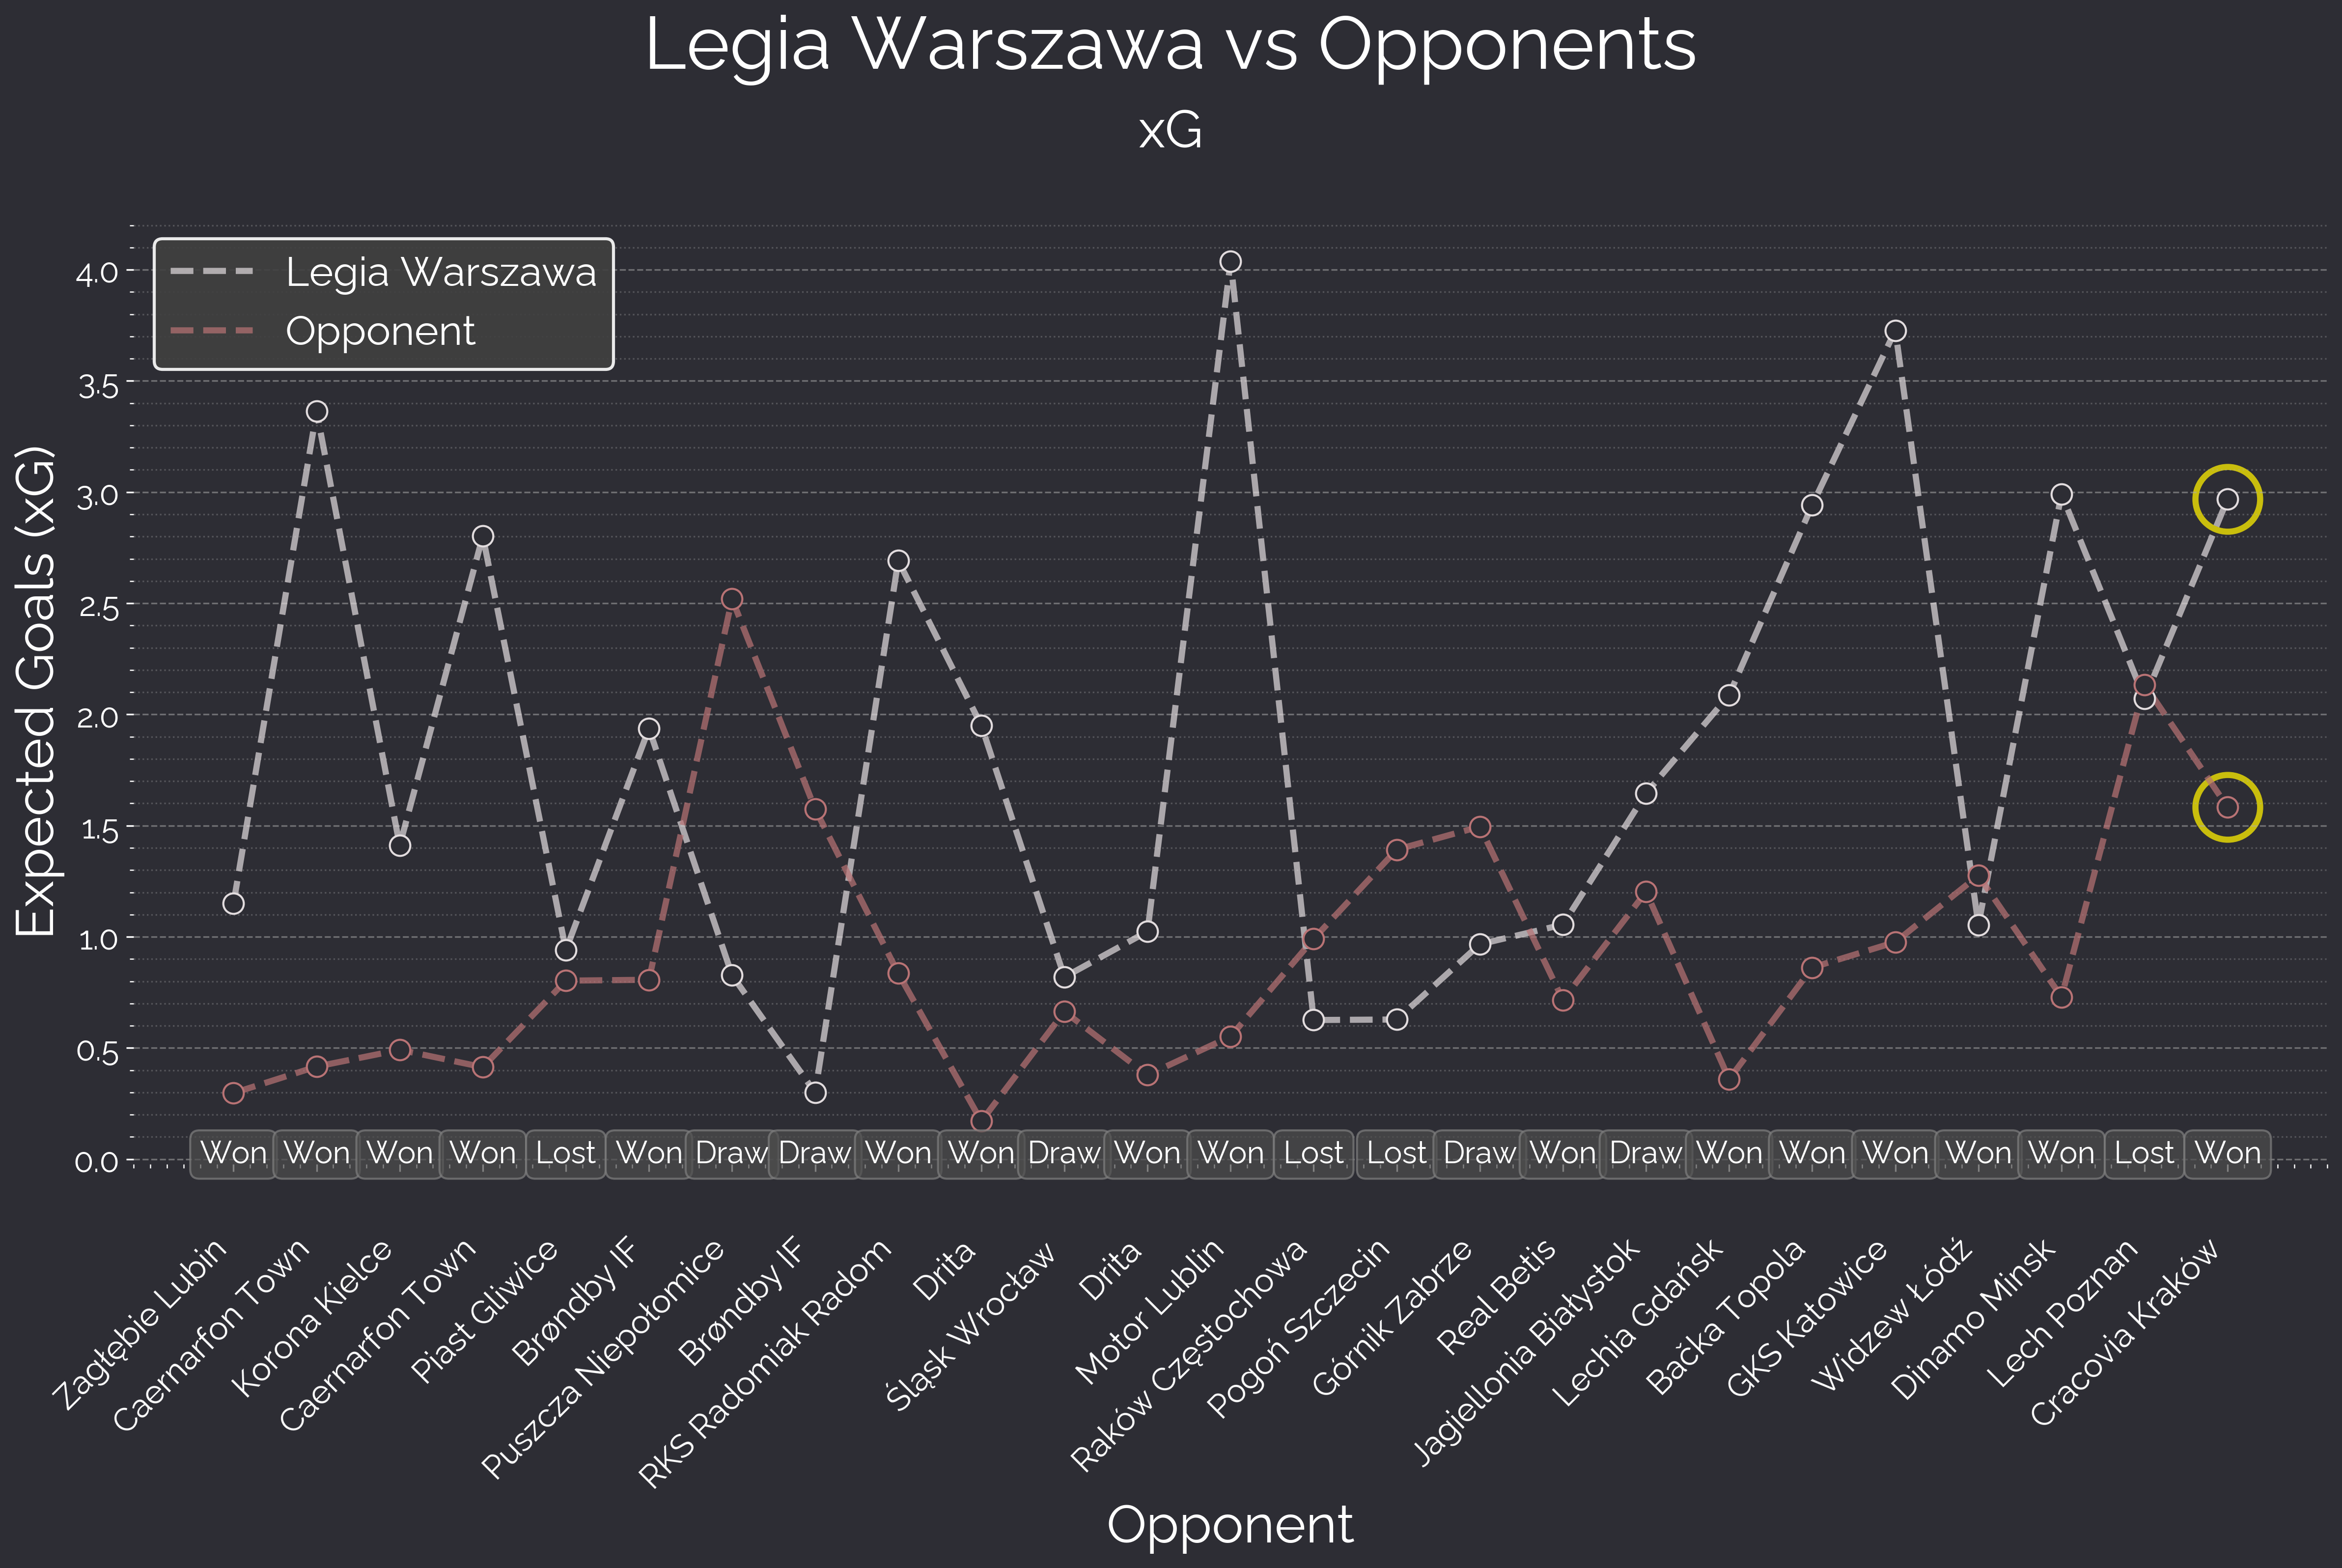 Legia Warszawa vs Opponents
xG
Legia Warszawa
Opponent
Expected Goals (xG)
4.0
3.5
3.0
2.5
2.0
1.5
1.0
0.5
0.0
Won Won Won Won Lost Won Draw Draw Won Won Draw Won Won Lost Lost Draw Won Draw Won Won Won Won Won Lost Won
Zagłębie Lubin
Caernarfon Town
Korona Kielce
Caernarfon Town
Piast Gliwice
Brøndby IF
Puszcza Niepołomice
Brøndby IF
RKS Radomiak Radom
Drita
Śląsk Wrocław
Drita
Motor Lublin
Raków Częstochowa
Pogoń Szczecin
Górnik Zabrze
Real Betis
Jagiellonia Białystok
Lechia Gdańsk
Bačka Topola
GKS Katowice
Widzew Łódź
Dinamo Minsk
Lech Poznan
Cracovia Kraków
Opponent